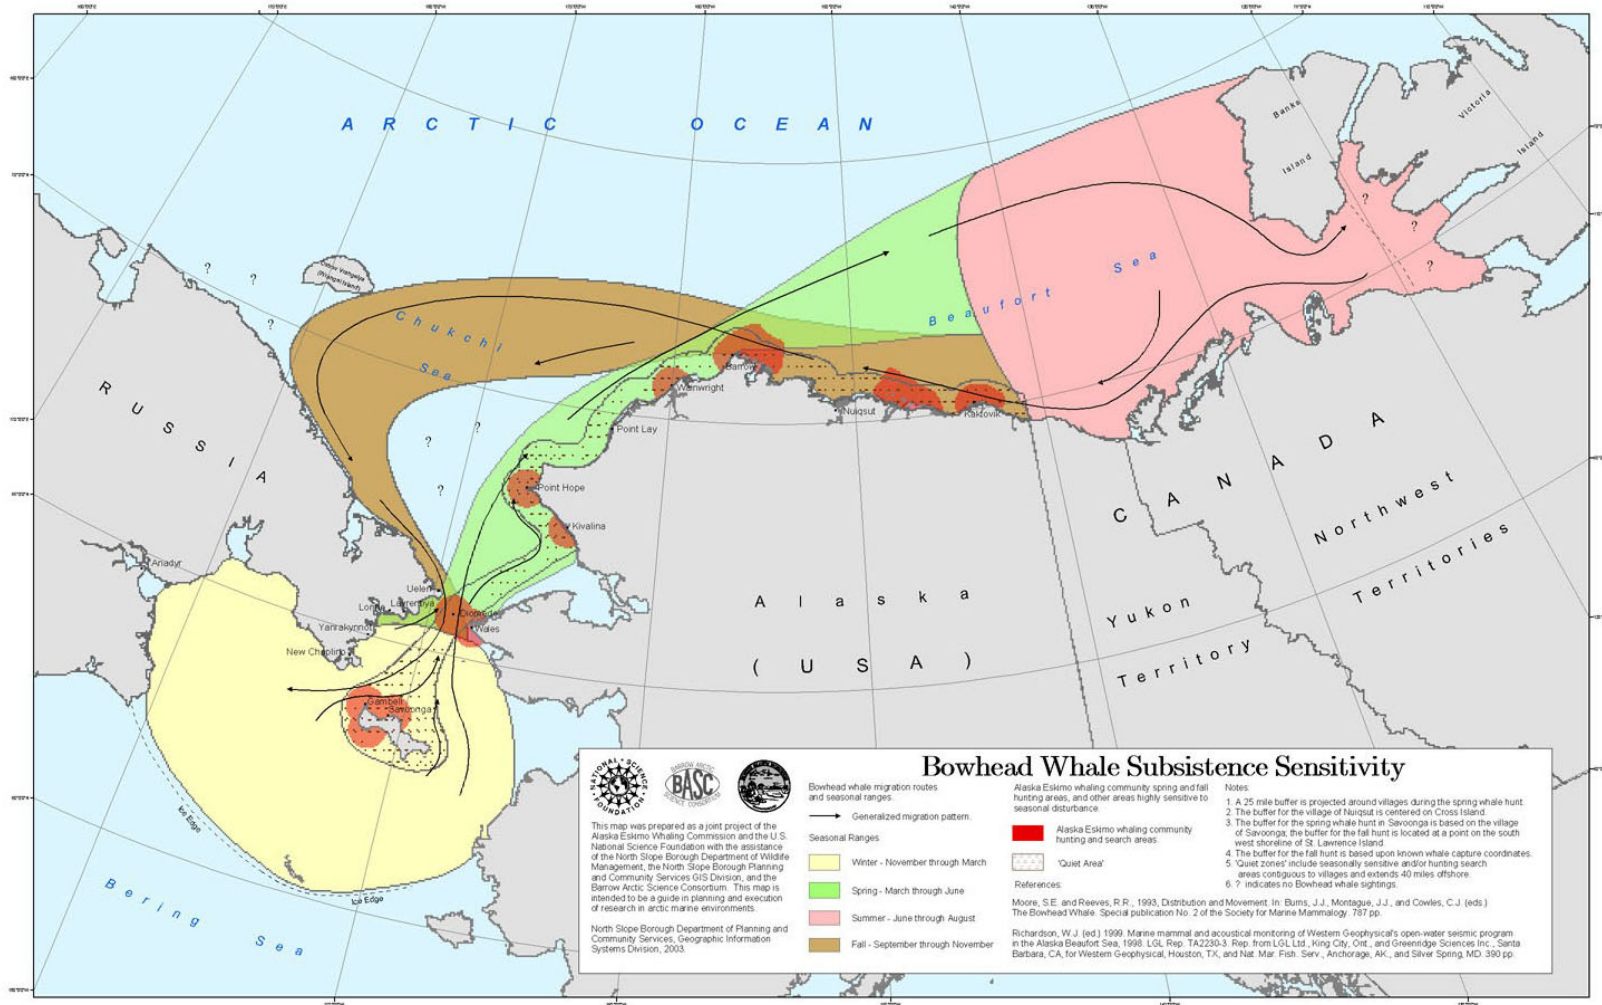 ARCTIC OCEAN
Banks
Island
Victoria
Island
Ostrov Vrangelya
(Wrangel Island)
Beaufort Sea
Chukchi
Sea
RUSSIA
Barrow
Wainwright
Nuiqsut
Kaktovik
Point Lay
Point Hope
Kivalina
CANADA
Northwest
Territories
Yukon
Territory
Alaska
(USA)
Anadyr
Uelen
Lavrentiya
Lorino
Diomede
Yanrakynnot
Wales
New Chaplino
Gambell
Savoonga
Ice Edge
Ice Edge
Bering Sea
? ? ? ? ? ? ? ? ?
Bowhead Whale Subsistence Sensitivity
NATIONAL SCIENCE FOUNDATION
BARROW ARCTIC
BASC
SCIENCE CONSORTIUM
This map was prepared as a joint project of the
Alaska Eskimo Whaling Commission and the U.S.
National Science Foundation with the assistance
of the North Slope Borough Department of Wildlife
Management, the North Slope Borough Planning
and Community Services GIS Division, and the
Barrow Arctic Science Consortium. This map is
intended to be a guide in planning and execution
of research in arctic marine environments.
North Slope Borough Department of Planning and
Community Services, Geographic Information
Systems Division, 2003.
Bowhead whale migration routes
and seasonal ranges.
Generalized migration pattern.
Seasonal Ranges
Winter - November through March
Spring - March through June
Summer - June through August
Fall - September through November
Alaska Eskimo whaling community spring and fall
hunting areas, and other areas highly sensitive to
seasonal disturbance.
Alaska Eskimo whaling community
hunting and search areas.
'Quiet Area'
Notes:
1. A 25 mile buffer is projected around villages during the spring whale hunt.
2. The buffer for the village of Nuiqsut is centered on Cross Island.
3. The buffer for the spring whale hunt in Savoonga is based on the village
of Savoonga; the buffer for the fall hunt is located at a point on the south
west shoreline of St. Lawrence Island.
4. The buffer for the fall hunt is based upon known whale capture coordinates.
5. 'Quiet zones' include seasonally sensitive and/or hunting search
areas contiguous to villages and extends 40 miles offshore.
6. ? indicates no Bowhead whale sightings.
References:
Moore, S.E. and Reeves, R.R., 1993, Distribution and Movement. In: Burns, J.J., Montague, J.J., and Cowles, C.J. (eds.)
The Bowhead Whale. Special publication No. 2 of the Society for Marine Mammalogy. 787 pp.
Richardson, W.J. (ed.) 1999. Marine mammal and acoustical monitoring of Western Geophysical's open-water seismic program
in the Alaska Beaufort Sea, 1998. LGL Rep. TA2230-3. Rep. from LGL Ltd., King City, Ont., and Greenridge Sciences Inc., Santa
Barbara, CA, for Western Geophysical, Houston, TX, and Nat. Mar. Fish. Serv., Anchorage, AK., and Silver Spring, MD. 390 pp.